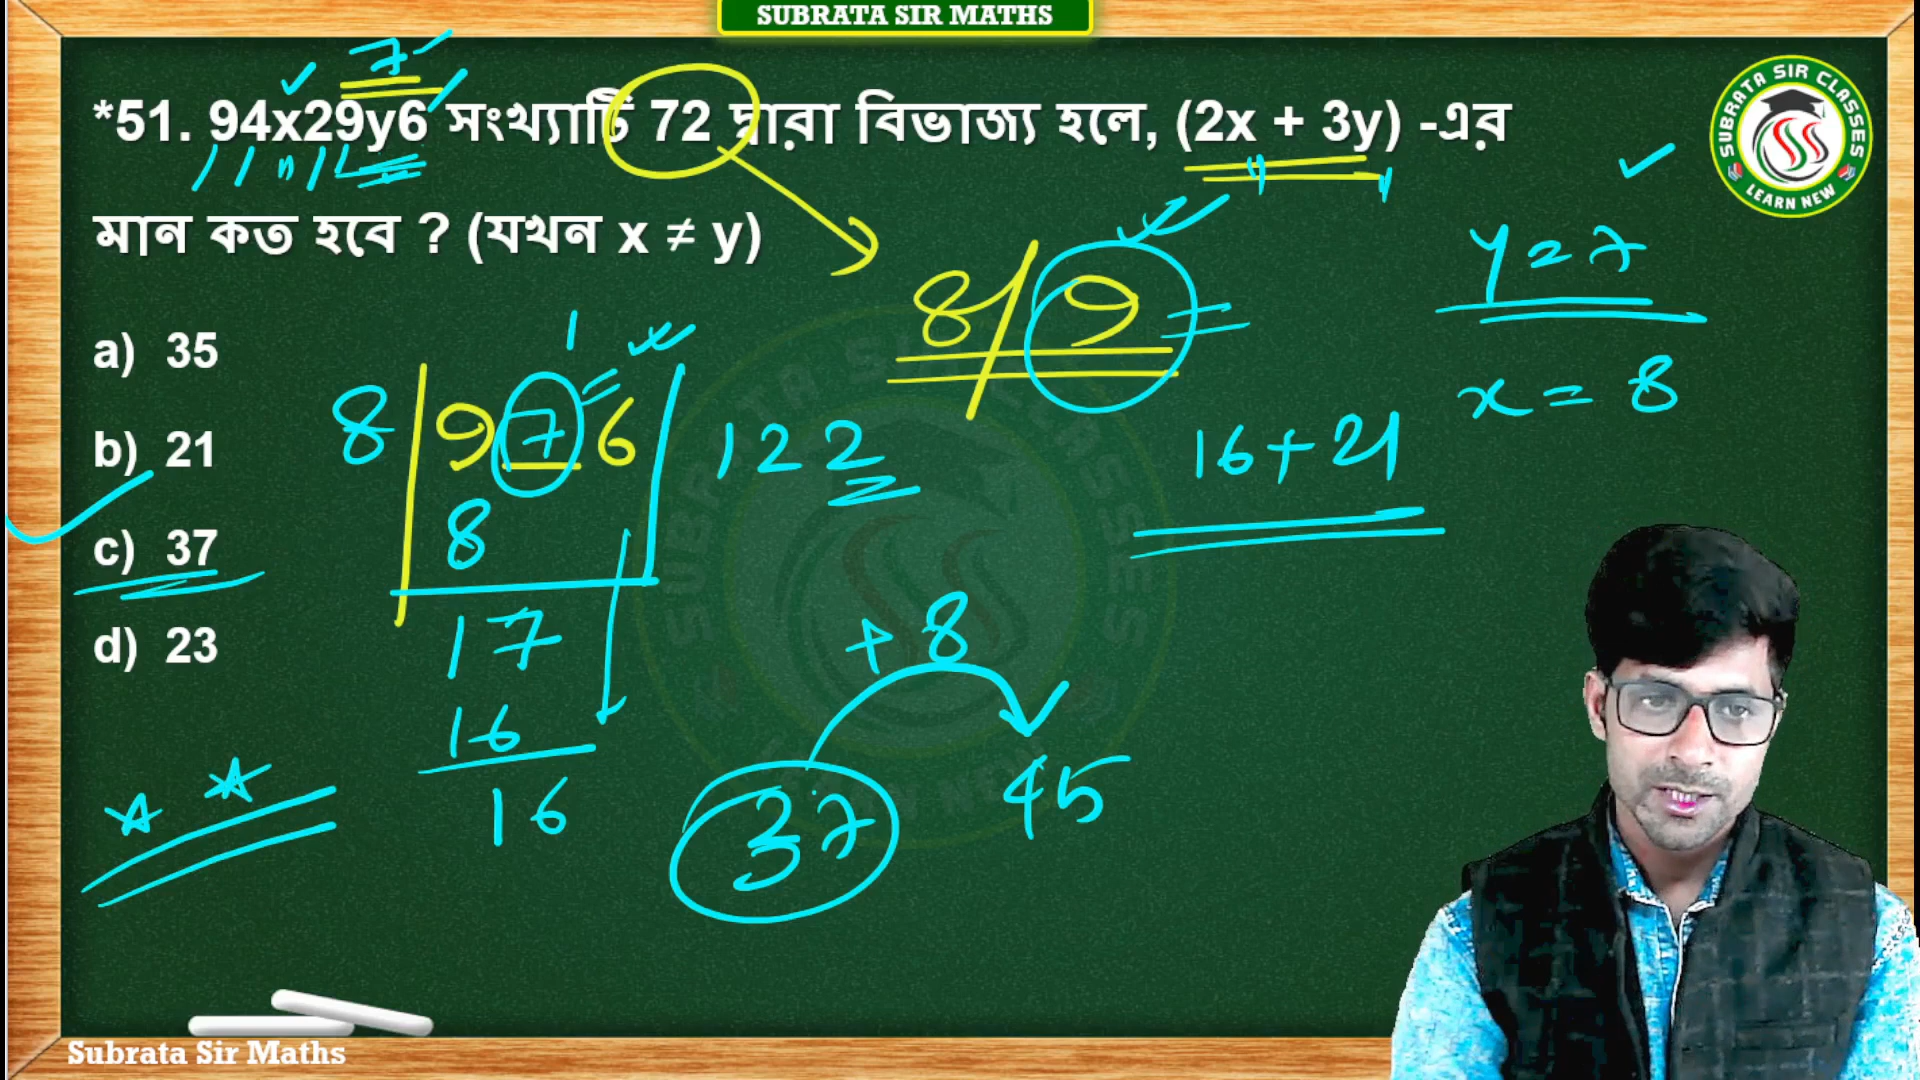 SUBRATA SIR MATHS
7
*51. 94x29y6 সংখ্যাটি 72 দ্বারা বিভাজ্য হলে, (2x + 3y) -এর
মান কত হবে ? (যখন x ≠ y)
SUBRATA SIR CLASSES
LEARN NEW
8/9
y = 7
x = 8
a) 35
b) 21
c) 37
d) 23
1
8 976 122
8
17
16
16
16+21
+8
37 45
Subrata Sir Maths